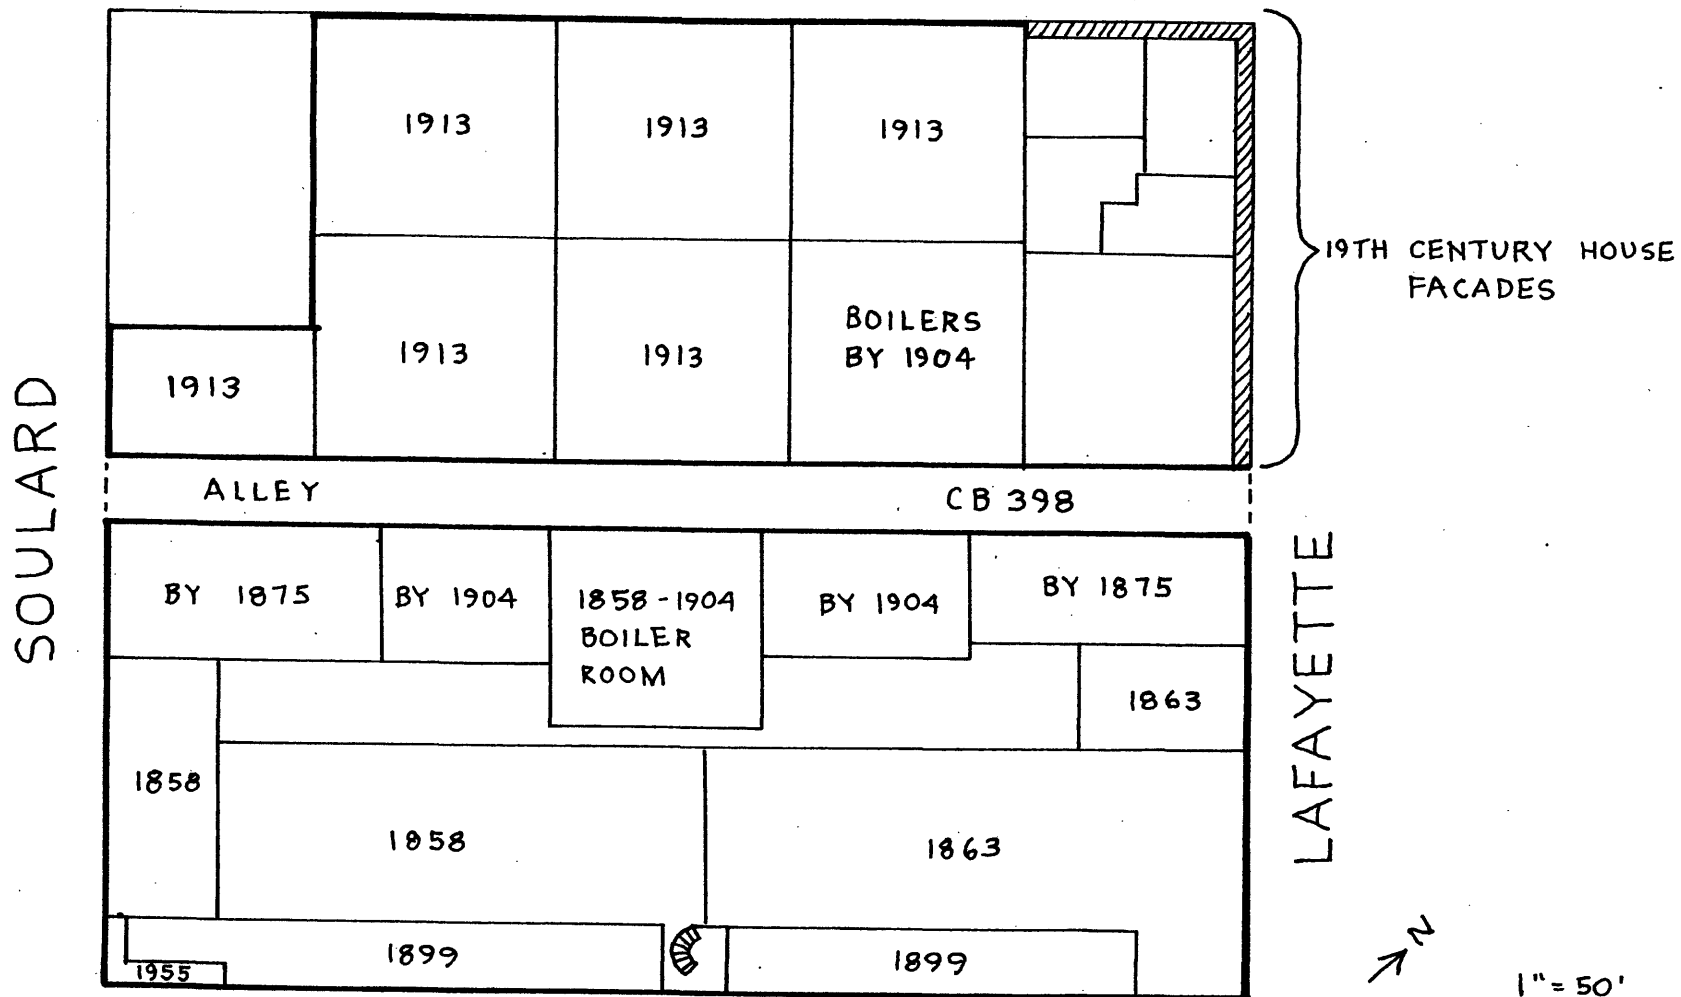 1913
1913
1913
19TH CENTURY HOUSE
FACADES
BOILERS
BY 1904
1913
1913
1913
SOULARD
ALLEY
CB 398
LAFAYETTE
BY 1875
BY 1904
1858-1904
BOILER
ROOM
BY 1904
BY 1875
1863
1858
1858
1863
1899
1899
1955
N
1"=50'